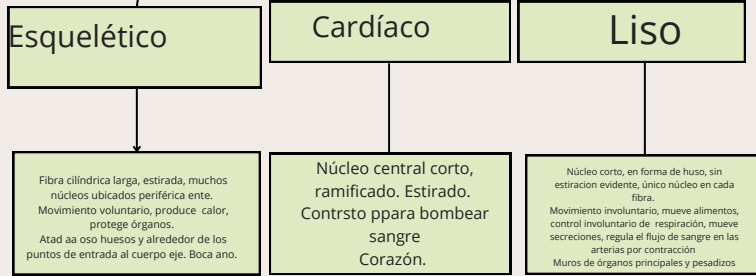 Esquelético
Cardíaco
Liso
Fibra cilíndrica larga, estirada, muchos
núcleos ubicados periférica ente.
Movimiento voluntario, produce calor,
protege órganos.
Atad aa oso huesos y alrededor de los
puntos de entrada al cuerpo eje. Boca ano.
Núcleo central corto,
ramificado. Estirado.
Contrsto ppara bombear
sangre
Corazón.
Núcleo corto, en forma de huso, sin
estiracion evidente, único núcleo en cada
fibra.
Movimiento involuntario, mueve alimentos,
control involuntario de respiración, mueve
secreciones, regula el flujo de sangre en las
arterias por contracción
Muros de órganos principales y pesadizos